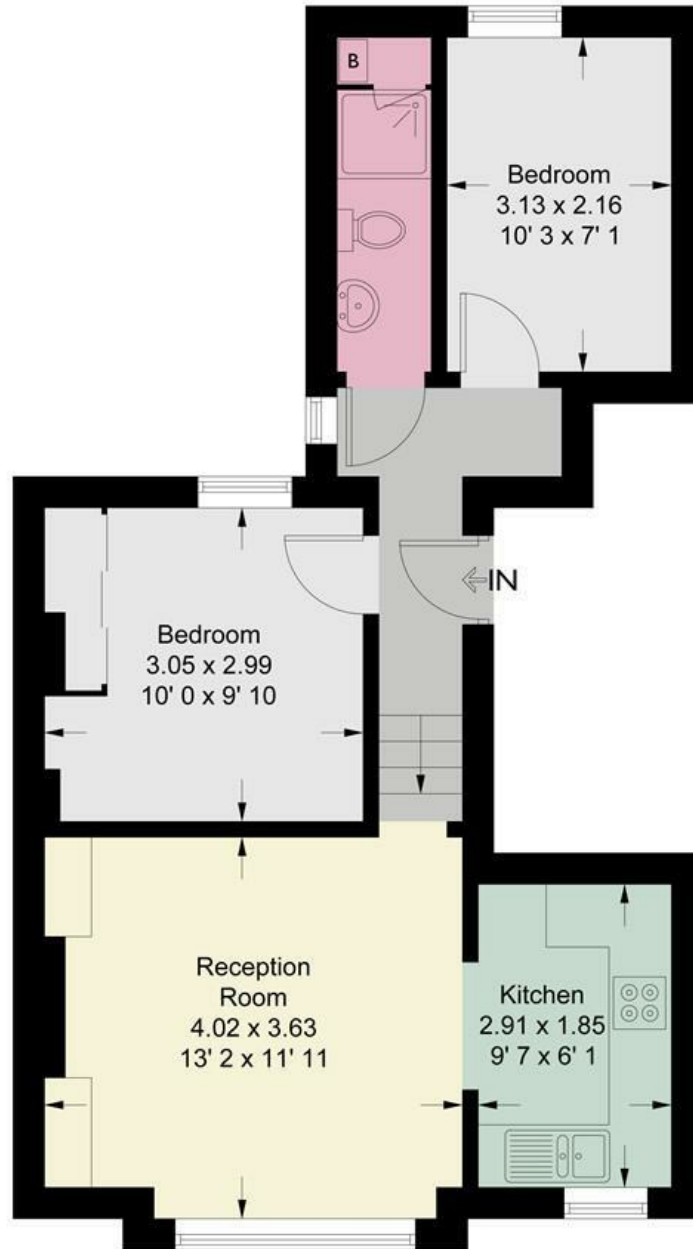 B
Bedroom
3.13 x 2.16
10' 3 x 7' 1
IN
Bedroom
3.05 x 2.99
10' 0 x 9' 10
Reception
Room
4.02 x 3.63
13' 2 x 11' 11
Kitchen
2.91 x 1.85
9' 7 x 6' 1